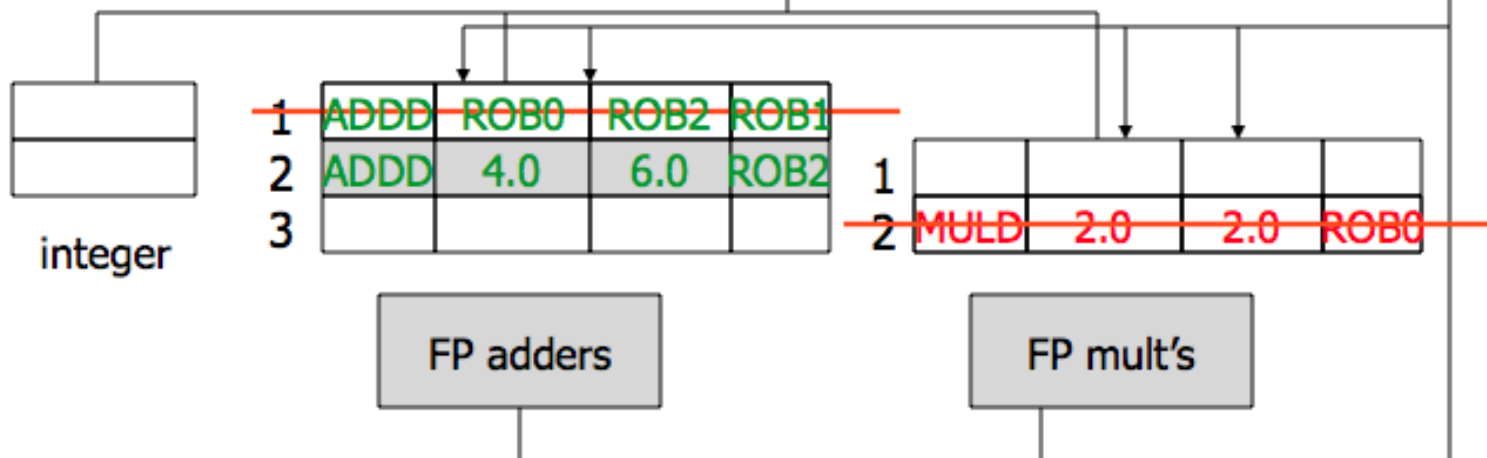 1 ADDD ROB0 ROB2 ROB1
2 ADDD 4.0 6.0 ROB2
3
1
2 MULD 2.0 2.0 ROB0
integer
FP adders
FP mult's